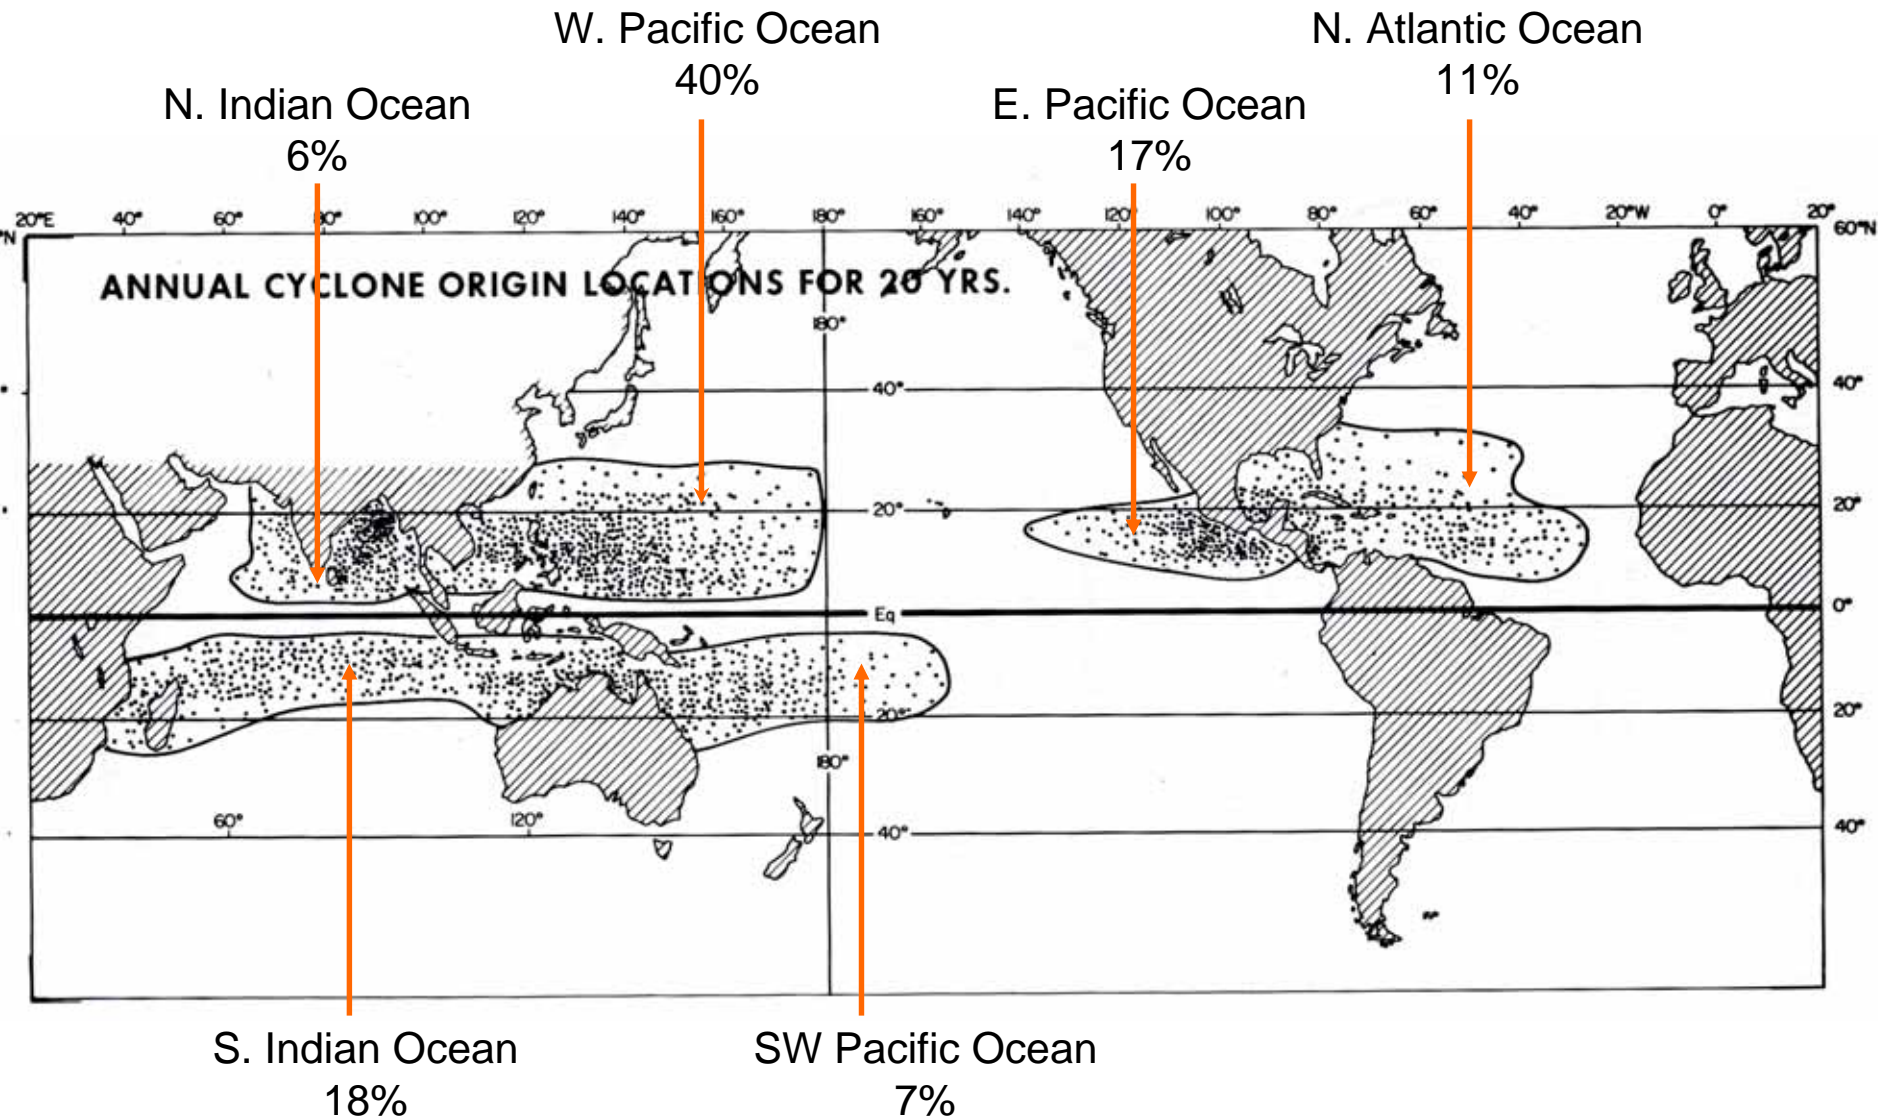 W. Pacific Ocean
40%
N. Atlantic Ocean
11%
N. Indian Ocean
6%
E. Pacific Ocean
17%
20°E 40° 60° 80° 100° 120° 140° 160° 180° 160° 140° 120° 100° 80° 60° 40° 20°W 0° 20°
°N
60°N
ANNUAL CYCLONE ORIGIN LOCATIONS FOR 20 YRS.
180°
40° 40°
20° 20°
Eq 0°
20° 20°
180°
60° 120° 40° 40°
S. Indian Ocean
18%
SW Pacific Ocean
7%